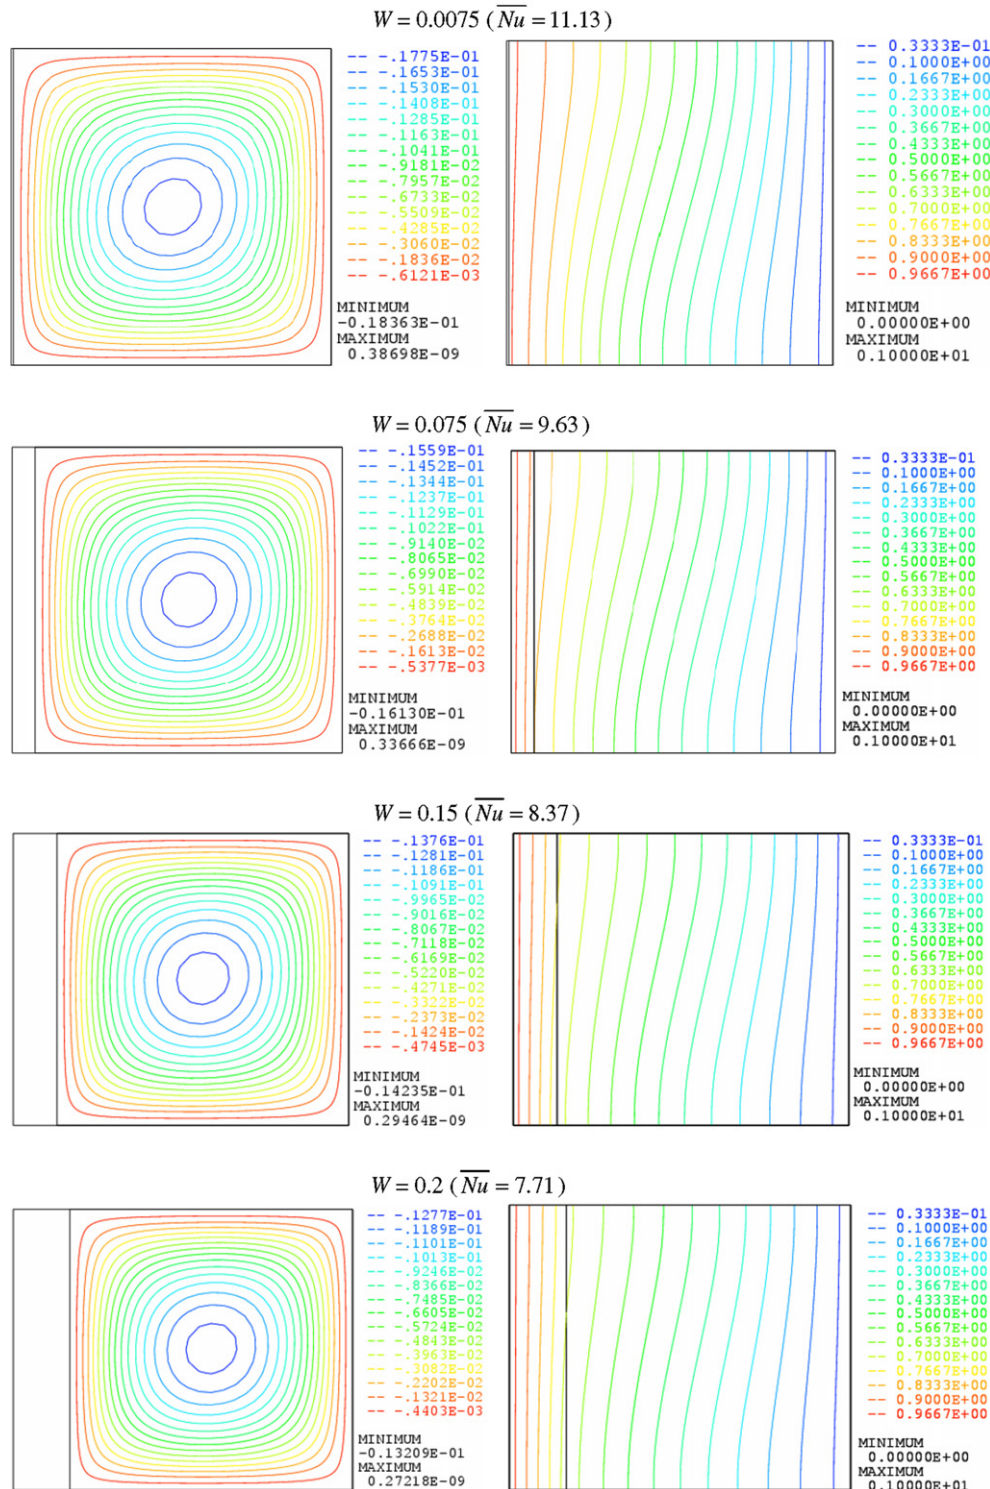 W = 0.0075 (Nu = 11.13)
-- -.1775E-01
-- -.1653E-01
-- -.1530E-01
-- -.1408E-01
-- -.1285E-01
-- -.1163E-01
-- -.1041E-01
-- -.9181E-02
-- -.7957E-02
-- -.6733E-02
-- -.5509E-02
-- -.4285E-02
-- -.3060E-02
-- -.1836E-02
-- -.6121E-03
MINIMUM
-0.18363E-01
MAXIMUM
0.38698E-09
-- 0.3333E-01
-- 0.1000E+00
-- 0.1667E+00
-- 0.2333E+00
-- 0.3000E+00
-- 0.3667E+00
-- 0.4333E+00
-- 0.5000E+00
-- 0.5667E+00
-- 0.6333E+00
-- 0.7000E+00
-- 0.7667E+00
-- 0.8333E+00
-- 0.9000E+00
-- 0.9667E+00
MINIMUM
0.00000E+00
MAXIMUM
0.10000E+01
W = 0.075 (Nu = 9.63)
-- -.1559E-01
-- -.1452E-01
-- -.1344E-01
-- -.1237E-01
-- -.1129E-01
-- -.1022E-01
-- -.9140E-02
-- -.8065E-02
-- -.6990E-02
-- -.5914E-02
-- -.4839E-02
-- -.3764E-02
-- -.2688E-02
-- -.1613E-02
-- -.5377E-03
MINIMUM
-0.16130E-01
MAXIMUM
0.33666E-09
-- 0.3333E-01
-- 0.1000E+00
-- 0.1667E+00
-- 0.2333E+00
-- 0.3000E+00
-- 0.3667E+00
-- 0.4333E+00
-- 0.5000E+00
-- 0.5667E+00
-- 0.6333E+00
-- 0.7000E+00
-- 0.7667E+00
-- 0.8333E+00
-- 0.9000E+00
-- 0.9667E+00
MINIMUM
0.00000E+00
MAXIMUM
0.10000E+01
W = 0.15 (Nu = 8.37)
-- -.1376E-01
-- -.1281E-01
-- -.1186E-01
-- -.1091E-01
-- -.9965E-02
-- -.9016E-02
-- -.8067E-02
-- -.7118E-02
-- -.6169E-02
-- -.5220E-02
-- -.4271E-02
-- -.3322E-02
-- -.2373E-02
-- -.1424E-02
-- -.4745E-03
MINIMUM
-0.14235E-01
MAXIMUM
0.29464E-09
-- 0.3333E-01
-- 0.1000E+00
-- 0.1667E+00
-- 0.2333E+00
-- 0.3000E+00
-- 0.3667E+00
-- 0.4333E+00
-- 0.5000E+00
-- 0.5667E+00
-- 0.6333E+00
-- 0.7000E+00
-- 0.7667E+00
-- 0.8333E+00
-- 0.9000E+00
-- 0.9667E+00
MINIMUM
0.00000E+00
MAXIMUM
0.10000E+01
W = 0.2 (Nu = 7.71)
-- -.1277E-01
-- -.1189E-01
-- -.1101E-01
-- -.1013E-01
-- -.9246E-02
-- -.8366E-02
-- -.7485E-02
-- -.6605E-02
-- -.5724E-02
-- -.4843E-02
-- -.3963E-02
-- -.3082E-02
-- -.2202E-02
-- -.1321E-02
-- -.4403E-03
MINIMUM
-0.13209E-01
MAXIMUM
0.27218E-09
-- 0.3333E-01
-- 0.1000E+00
-- 0.1667E+00
-- 0.2333E+00
-- 0.3000E+00
-- 0.3667E+00
-- 0.4333E+00
-- 0.5000E+00
-- 0.5667E+00
-- 0.6333E+00
-- 0.7000E+00
-- 0.7667E+00
-- 0.8333E+00
-- 0.9000E+00
-- 0.9667E+00
MINIMUM
0.00000E+00
MAXIMUM
0.10000E+01